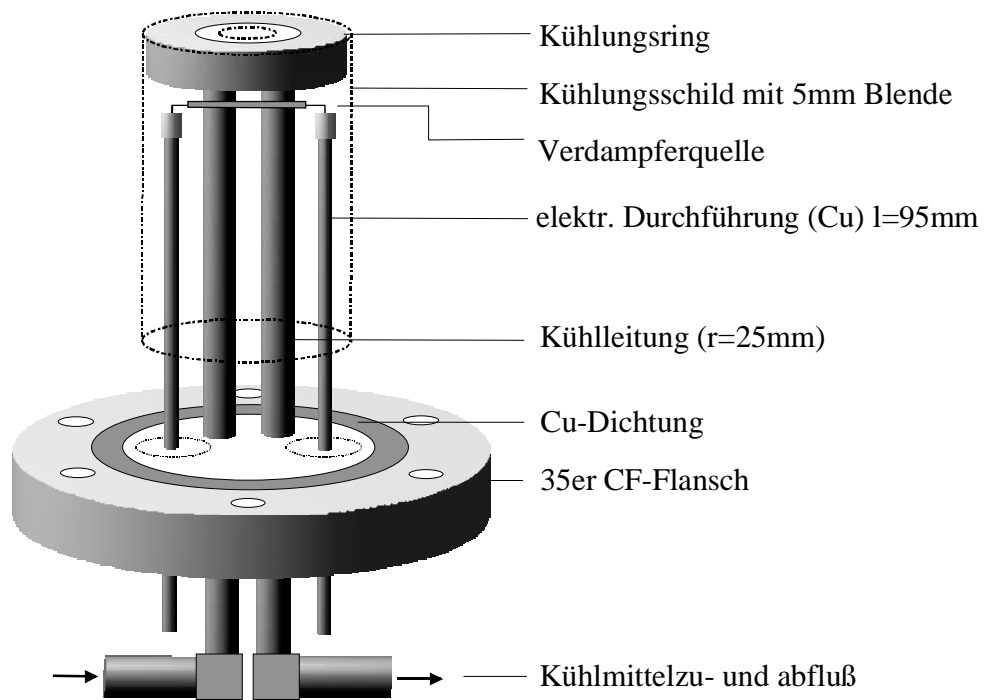 Kühlungsring
Kühlungsschild mit 5mm Blende
Verdampferquelle
elektr. Durchführung (Cu) l=95mm
Kühlleitung (r=25mm)
Cu-Dichtung
35er CF-Flansch
Kühlmittelzu- und abfluß